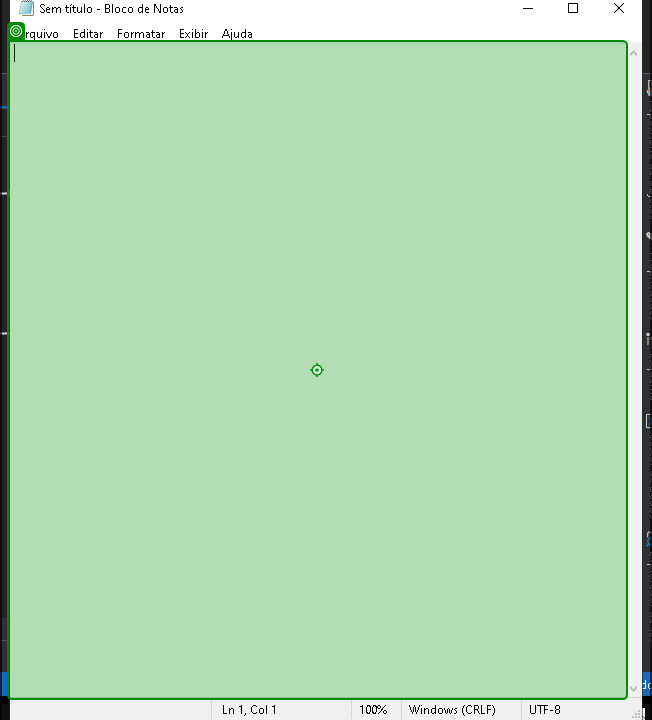 Sem título - Bloco de Notas
rquivo Editar Formatar Exibir Ajuda
Ln 1, Col 1 100% Windows (CRLF) UTF-8